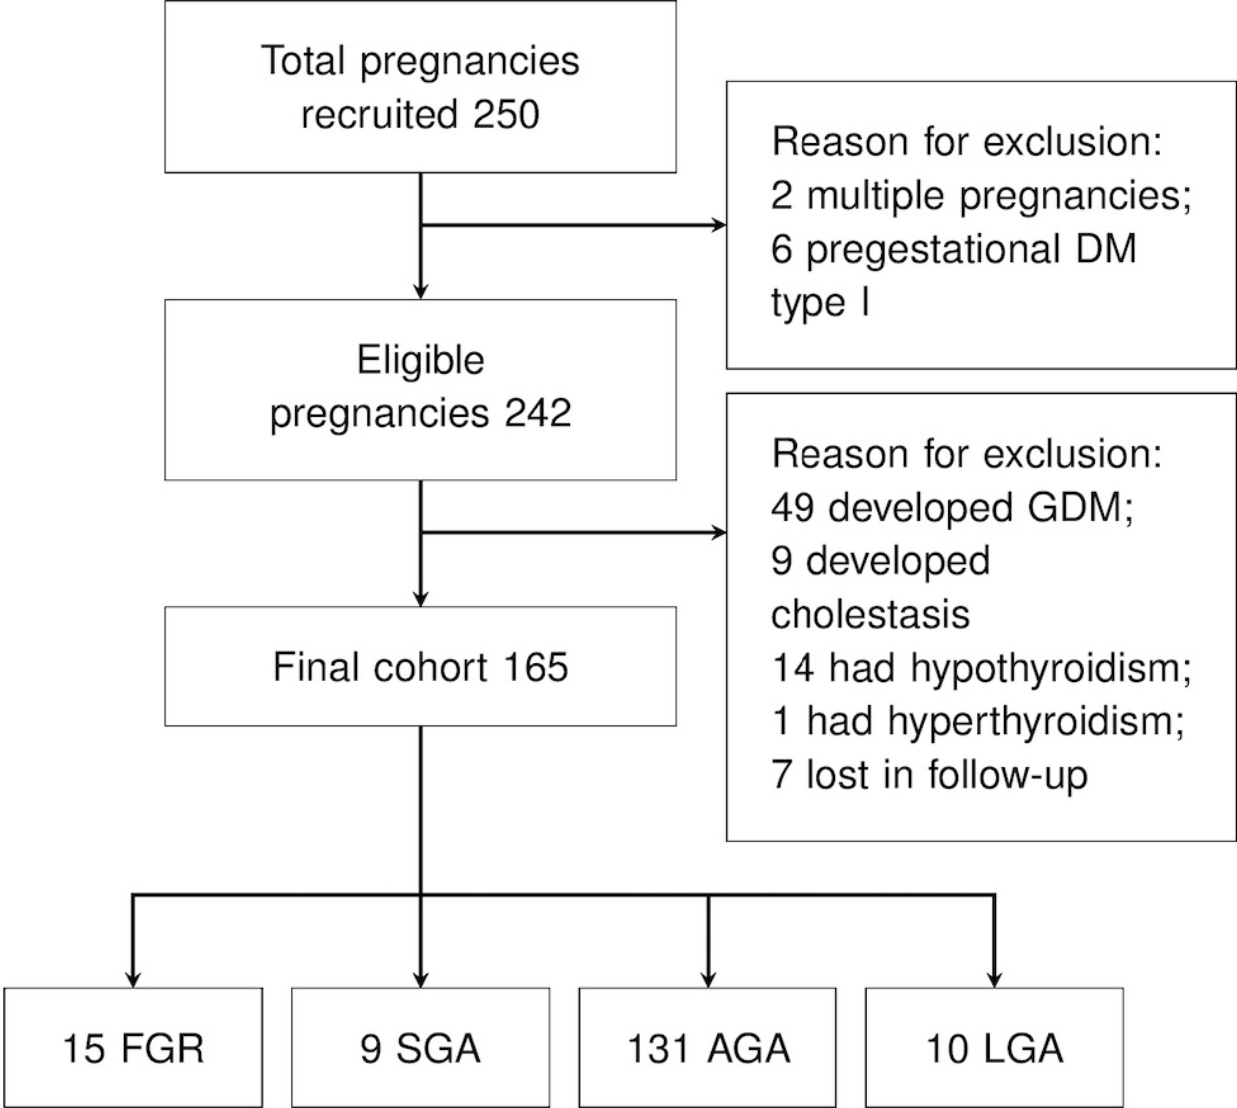 Total pregnancies
recruited 250
Reason for exclusion:
2 multiple pregnancies;
6 pregestational DM
type I
Eligible
pregnancies 242
Reason for exclusion:
49 developed GDM;
9 developed
cholestasis
14 had hypothyroidism;
1 had hyperthyroidism;
7 lost in follow-up
Final cohort 165
15 FGR
9 SGA
131 AGA
10 LGA